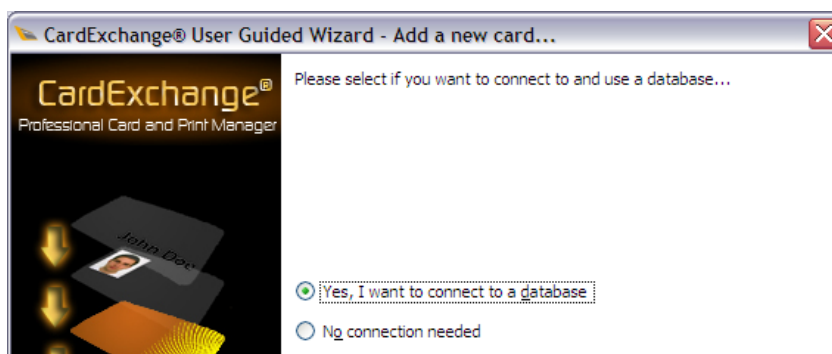 CardExchange® User Guided Wizard - Add a new card...
CardExchange®
Professional Card and Print Manager
Please select if you want to connect to and use a database...
John Doe
Yes, I want to connect to a database
No connection needed